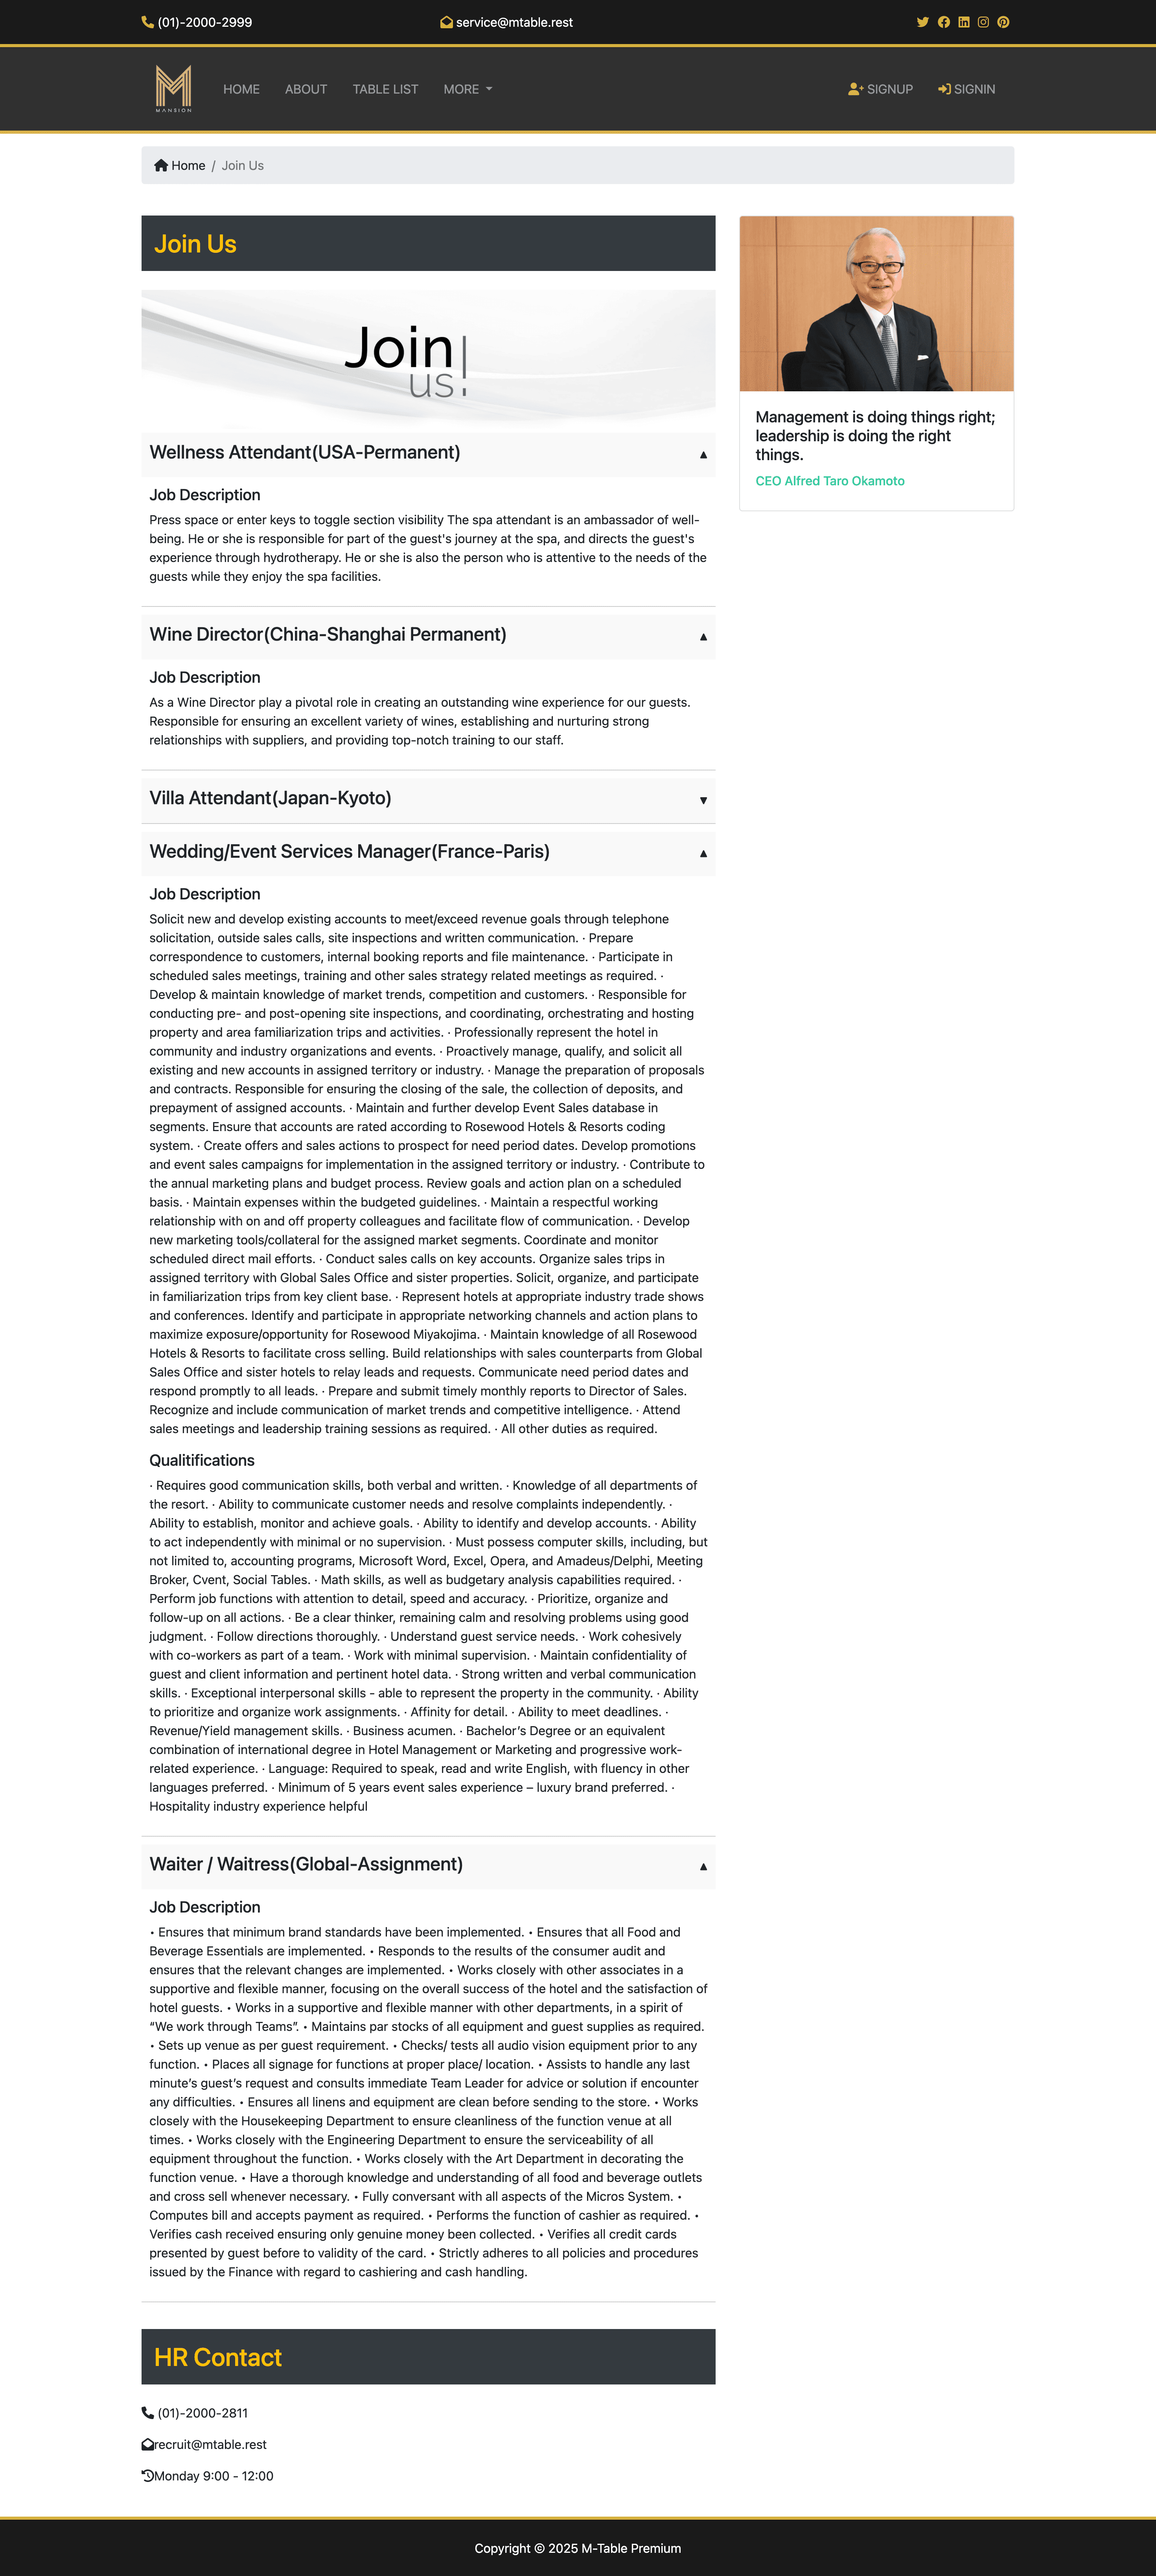 (01)-2000-2999
service@mtable.rest
MANSION
HOME
ABOUT
TABLE LIST
MORE
SIGNUP
SIGNIN
Home / Join Us
Join Us
Join
us!
Wellness Attendant(USA-Permanent)
Job Description
Press space or enter keys to toggle section visibility The spa attendant is an ambassador of well-
being. He or she is responsible for part of the guest's journey at the spa, and directs the guest's
experience through hydrotherapy. He or she is also the person who is attentive to the needs of the
guests while they enjoy the spa facilities.
Wine Director(China-Shanghai Permanent)
Job Description
As a Wine Director play a pivotal role in creating an outstanding wine experience for our guests.
Responsible for ensuring an excellent variety of wines, establishing and nurturing strong
relationships with suppliers, and providing top-notch training to our staff.
Villa Attendant(Japan-Kyoto)
Wedding/Event Services Manager(France-Paris)
Job Description
Solicit new and develop existing accounts to meet/exceed revenue goals through telephone
solicitation, outside sales calls, site inspections and written communication. · Prepare
correspondence to customers, internal booking reports and file maintenance. · Participate in
scheduled sales meetings, training and other sales strategy related meetings as required. ·
Develop & maintain knowledge of market trends, competition and customers. · Responsible for
conducting pre- and post-opening site inspections, and coordinating, orchestrating and hosting
property and area familiarization trips and activities. · Professionally represent the hotel in
community and industry organizations and events. · Proactively manage, qualify, and solicit all
existing and new accounts in assigned territory or industry. · Manage the preparation of proposals
and contracts. Responsible for ensuring the closing of the sale, the collection of deposits, and
prepayment of assigned accounts. · Maintain and further develop Event Sales database in
segments. Ensure that accounts are rated according to Rosewood Hotels & Resorts coding
system. · Create offers and sales actions to prospect for need period dates. Develop promotions
and event sales campaigns for implementation in the assigned territory or industry. · Contribute to
the annual marketing plans and budget process. Review goals and action plan on a scheduled
basis. · Maintain expenses within the budgeted guidelines. · Maintain a respectful working
relationship with on and off property colleagues and facilitate flow of communication. · Develop
new marketing tools/collateral for the assigned market segments. Coordinate and monitor
scheduled direct mail efforts. · Conduct sales calls on key accounts. Organize sales trips in
assigned territory with Global Sales Office and sister properties. Solicit, organize, and participate
in familiarization trips from key client base. · Represent hotels at appropriate industry trade shows
and conferences. Identify and participate in appropriate networking channels and action plans to
maximize exposure/opportunity for Rosewood Miyakojima. · Maintain knowledge of all Rosewood
Hotels & Resorts to facilitate cross selling. Build relationships with sales counterparts from Global
Sales Office and sister hotels to relay leads and requests. Communicate need period dates and
respond promptly to all leads. · Prepare and submit timely monthly reports to Director of Sales.
Recognize and include communication of market trends and competitive intelligence. · Attend
sales meetings and leadership training sessions as required. · All other duties as required.
Qualitifications
· Requires good communication skills, both verbal and written. · Knowledge of all departments of
the resort. · Ability to communicate customer needs and resolve complaints independently. ·
Ability to establish, monitor and achieve goals. · Ability to identify and develop accounts. · Ability
to act independently with minimal or no supervision. · Must possess computer skills, including, but
not limited to, accounting programs, Microsoft Word, Excel, Opera, and Amadeus/Delphi, Meeting
Broker, Cvent, Social Tables. · Math skills, as well as budgetary analysis capabilities required. ·
Perform job functions with attention to detail, speed and accuracy. · Prioritize, organize and
follow-up on all actions. · Be a clear thinker, remaining calm and resolving problems using good
judgment. · Follow directions thoroughly. · Understand guest service needs. · Work cohesively
with co-workers as part of a team. · Work with minimal supervision. · Maintain confidentiality of
guest and client information and pertinent hotel data. · Strong written and verbal communication
skills. · Exceptional interpersonal skills - able to represent the property in the community. · Ability
to prioritize and organize work assignments. · Affinity for detail. · Ability to meet deadlines. ·
Revenue/Yield management skills. · Business acumen. · Bachelor’s Degree or an equivalent
combination of international degree in Hotel Management or Marketing and progressive work-
related experience. · Language: Required to speak, read and write English, with fluency in other
languages preferred. · Minimum of 5 years event sales experience – luxury brand preferred. ·
Hospitality industry experience helpful
Waiter / Waitress(Global-Assignment)
Job Description
• Ensures that minimum brand standards have been implemented. • Ensures that all Food and
Beverage Essentials are implemented. • Responds to the results of the consumer audit and
ensures that the relevant changes are implemented. • Works closely with other associates in a
supportive and flexible manner, focusing on the overall success of the hotel and the satisfaction of
hotel guests. • Works in a supportive and flexible manner with other departments, in a spirit of
“We work through Teams”. • Maintains par stocks of all equipment and guest supplies as required.
• Sets up venue as per guest requirement. • Checks/ tests all audio vision equipment prior to any
function. • Places all signage for functions at proper place/ location. • Assists to handle any last
minute’s guest’s request and consults immediate Team Leader for advice or solution if encounter
any difficulties. • Ensures all linens and equipment are clean before sending to the store. • Works
closely with the Housekeeping Department to ensure cleanliness of the function venue at all
times. • Works closely with the Engineering Department to ensure the serviceability of all
equipment throughout the function. • Works closely with the Art Department in decorating the
function venue. • Have a thorough knowledge and understanding of all food and beverage outlets
and cross sell whenever necessary. • Fully conversant with all aspects of the Micros System. •
Computes bill and accepts payment as required. • Performs the function of cashier as required. •
Verifies cash received ensuring only genuine money been collected. • Verifies all credit cards
presented by guest before to validity of the card. • Strictly adheres to all policies and procedures
issued by the Finance with regard to cashiering and cash handling.
HR Contact
(01)-2000-2811
recruit@mtable.rest
Monday 9:00 - 12:00
Management is doing things right;
leadership is doing the right
things.
CEO Alfred Taro Okamoto
Copyright © 2025 M-Table Premium